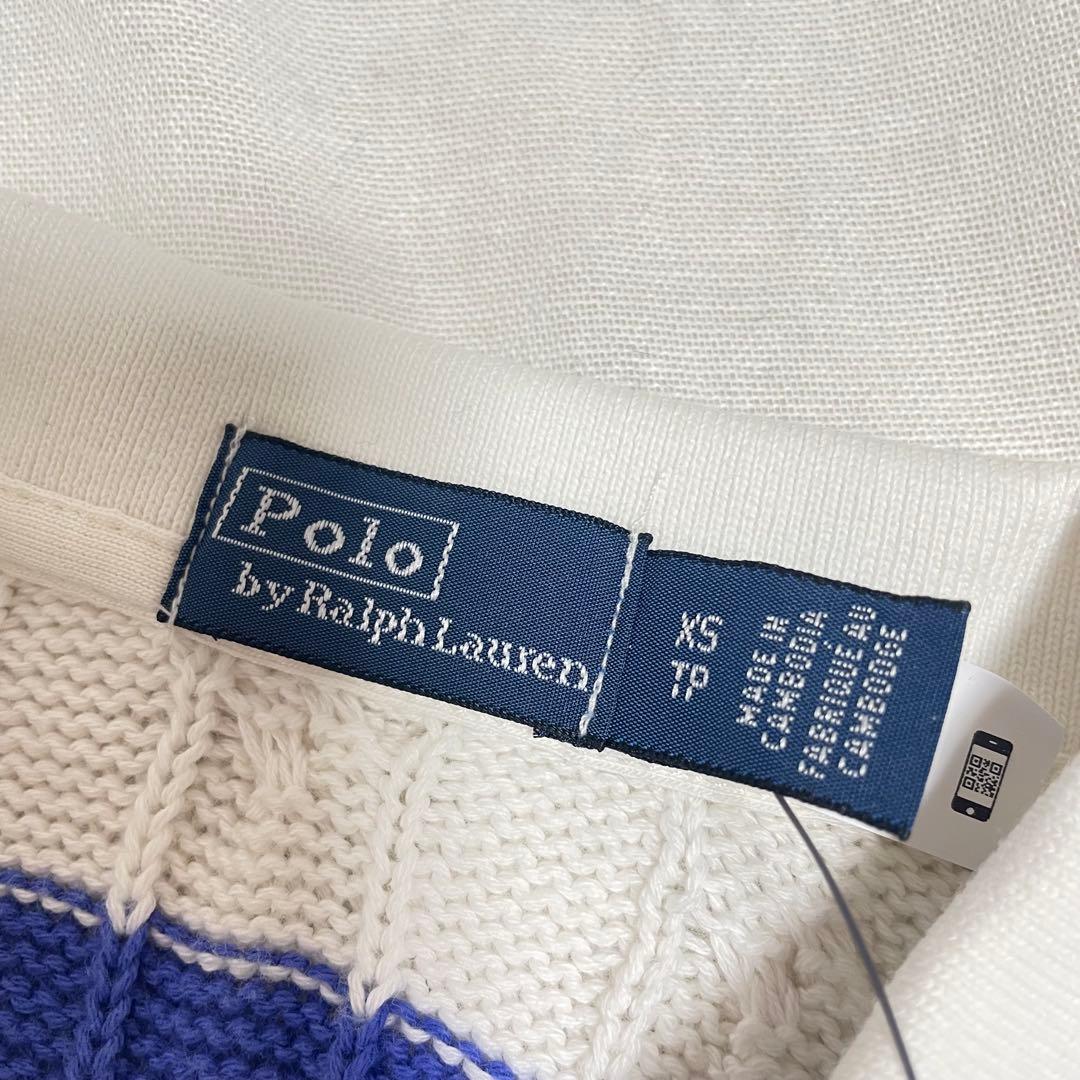 Polo
by Ralph Lauren
XS
TP
MADE IN
CAMBODIA
FABRIQUÉ AU
CAMBODGE